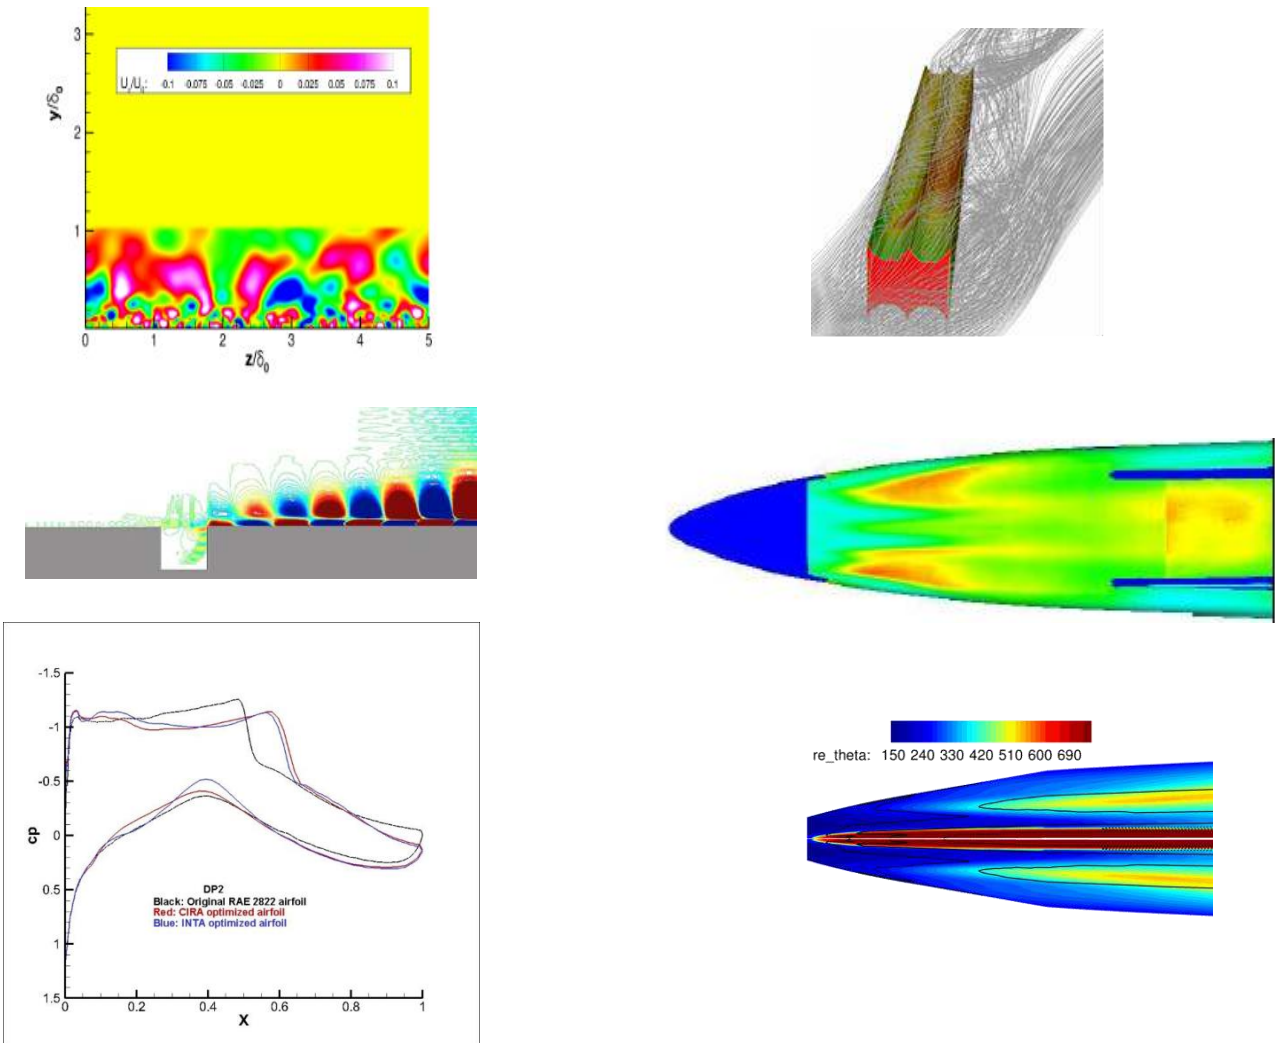 3
U₂/U₀: -0.1 -0.075 -0.05 -0.025 0 0.025 0.05 0.075 0.1
y/δ₀
2
1
0 1 2 3 4 5
z/δ₀
-1.5
-1
-0.5
cp
0
0.5
1
1.5
DP2
Black: Original RAE 2822 airfoil
Red: CIRA optimized airfoil
Blue: INTA optimized airfoil
0 0.2 0.4 0.6 0.8 1
X
re_theta: 150 240 330 420 510 600 690